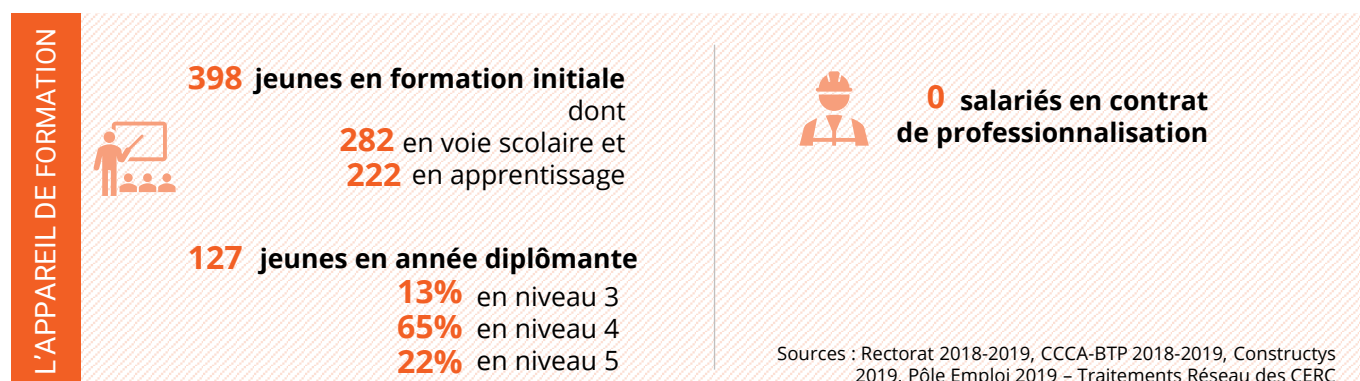 L'APPAREIL DE FORMATION
398 jeunes en formation initiale
dont
282 en voie scolaire et
222 en apprentissage
127 jeunes en année diplômante
13% en niveau 3
65% en niveau 4
22% en niveau 5
0 salariés en contrat
de professionnalisation
Sources : Rectorat 2018-2019, CCCA-BTP 2018-2019, Constructys
2019, Pôle Emploi 2019 – Traitements Réseau des CERC